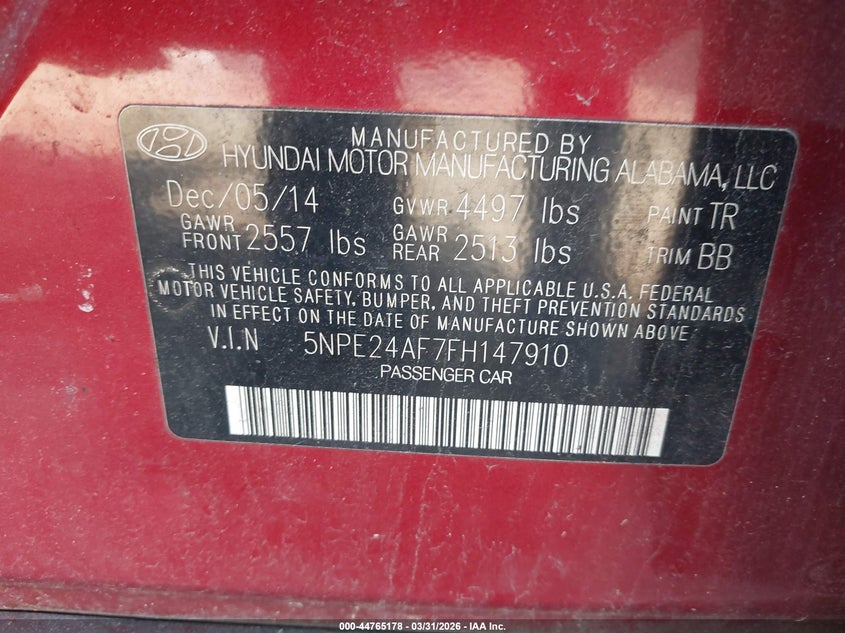 MANUFACTURED BY
HYUNDAI MOTOR MANUFACTURING ALABAMA, LLC
Dec/05/14 GVWR 4497 lbs PAINT TR
GAWR FRONT 2557 lbs GAWR REAR 2513 lbs TRIM BB
THIS VEHICLE CONFORMS TO ALL APPLICABLE U.S.A. FEDERAL
MOTOR VEHICLE SAFETY, BUMPER, AND THEFT PREVENTION STANDARDS
IN EFFECT ON THE DATE OF MANUFACTURE SHOWN ABOVE.
V.I.N 5NPE24AF7FH147910
PASSENGER CAR
000-44765178 - 03/31/2026 - IAA Inc.